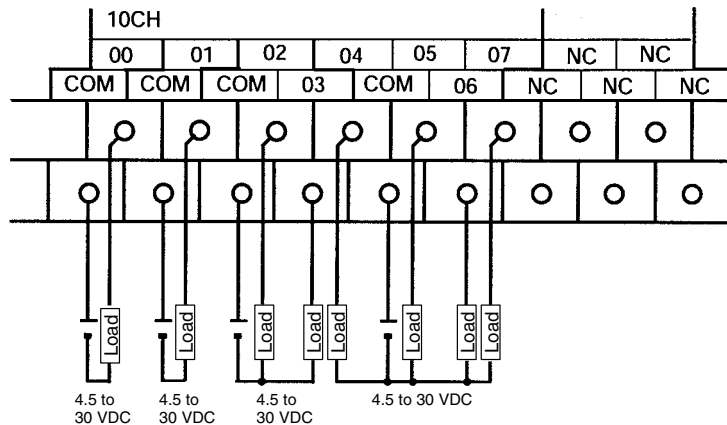 10CH
00 01 02 04 05 07 NC NC
COM COM COM 03 COM 06 NC NC NC
Load Load Load Load Load Load Load Load
4.5 to
30 VDC
4.5 to
30 VDC
4.5 to
30 VDC
4.5 to 30 VDC